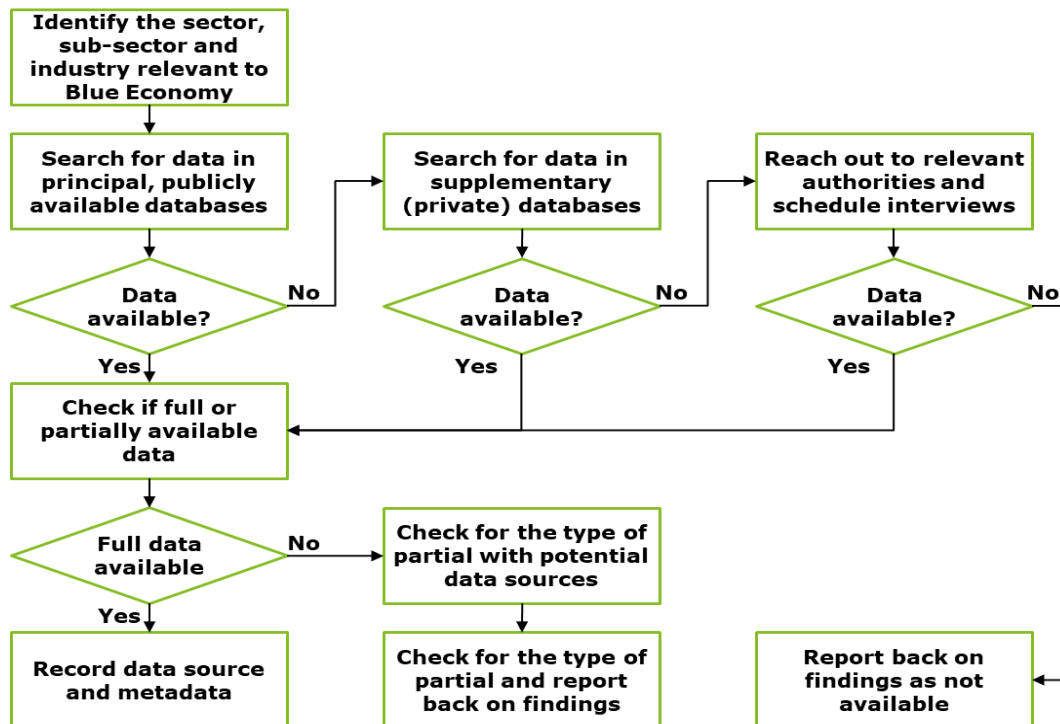 Identify the sector,
sub-sector and
industry relevant to
Blue Economy
Search for data in
principal, publicly
available databases
Search for data in
supplementary
(private) databases
Reach out to relevant
authorities and
schedule interviews
Data
available?
No
Data
available?
No
Data
available?
No
Yes
Yes
Yes
Check if full or
partially available
data
Full data
available
No
Check for the type of
partial with potential
data sources
Yes
Record data source
and metadata
Check for the type of
partial and report
back on findings
Report back on
findings as not
available